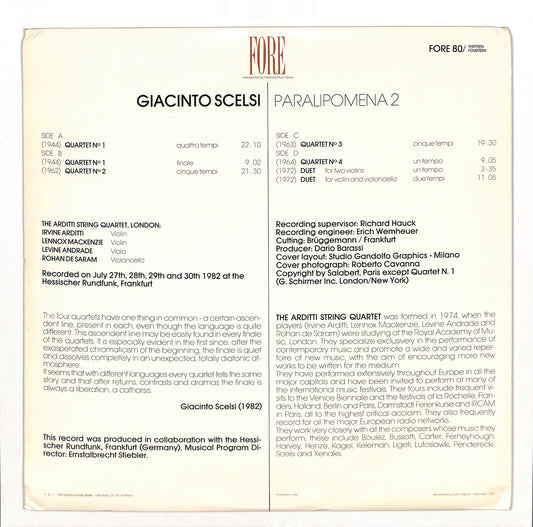 FORE
FORE 80/ THIRTEEN
FOURTEEN
GIACINTO SCELSI
PARALIPOMENA 2
SIDE A
(1944) QUARTET Nº 1 quattro tempi 22.10
SIDE B
(1944) QUARTET Nº 1 finale 9.02
(1962) QUARTET Nº 2 cinque tempi 21.30
SIDE C
(1963) QUARTET Nº 3 cinque tempi 19.30
SIDE D
(1964) QUARTET Nº 4 un tempo 9.05
(1972) DUET for two violins un tempo 3.35
(1972) DUET for violin and violoncello due tempi 11.05
THE ARDITTI STRING QUARTET, LONDON:
IRVINE ARDITTI Violin
LENNOX MACKENZIE Violin
LEVINE ANDRADE Viola
ROHAN DE SARAM Violoncello
Recorded on July 27th, 28th, 29th and 30th 1982 at the
Hessischer Rundfunk, Frankfurt
The four quartets have one thing in common - a certain ascen-
dent line, present in each, even though the language is quite
different. This ascendent line may be easily found in every finale
of the quartets. It is especially evident in the first since, after the
exasperated chromaticism of the beginning, the finale is quiet
and dissolves completely in an unexpected, totally diatonic at-
mosphere.
It seems that with different languages every quartet tells the same
story and that after returns, contrasts and dramas the finale is
always a liberation, a catharsis.
Giacinto Scelsi (1982)
This record was produced in collaboration with the Hessi-
scher Rundfunk, Frankfurt (Germany). Musical Program Di-
rector: Ernstalbrecht Stiebler.
Recording supervisor: Richard Hauck
Recording engineer: Erich Wernheuer
Cutting: Brüggemann / Frankfurt
Producer: Dario Barassi
Cover layout: Studio Gandolfo Graphics - Milano
Cover photograph: Roberto Cavanna
Copyright by Salabert, Paris except Quartet N. 1
(G. Schirmer Inc. London/New York)
THE ARDITTI STRING QUARTET was formed in 1974, when the
players (Irvine Arditti, Lennox Mackenzie, Levine Andrade and
Rohan de Saram) were studying at the Royal Academy of Mu-
sic, London. They specialize exclusively in the performance of
contemporary music and promote a wide and varied reper-
toire of new music, with the aim of encouraging more new
works to be written for the medium.
They have performed extensively throughout Europe in all the
major capitals and have been invited to perform at many of
the international music festivals. Their tours include frequent vi-
sits to the Venice Biennale and the festivals of la Rochelle, Flan-
ders, Holland, Berlin and Paris, Darmstadt Ferienkurse and IRCAM
in Paris, all to the highest critical acclaim. They also frequently
record for all the major European radio networks.
They work very closely with all the composers whose music they
perform, these include Boulez, Bussotti, Carter, Ferneyhough,
Harvey, Henze, Kagel, Keleman, Ligeti, Lutoslawki, Penderecki,
Scelsi and Xenakis.